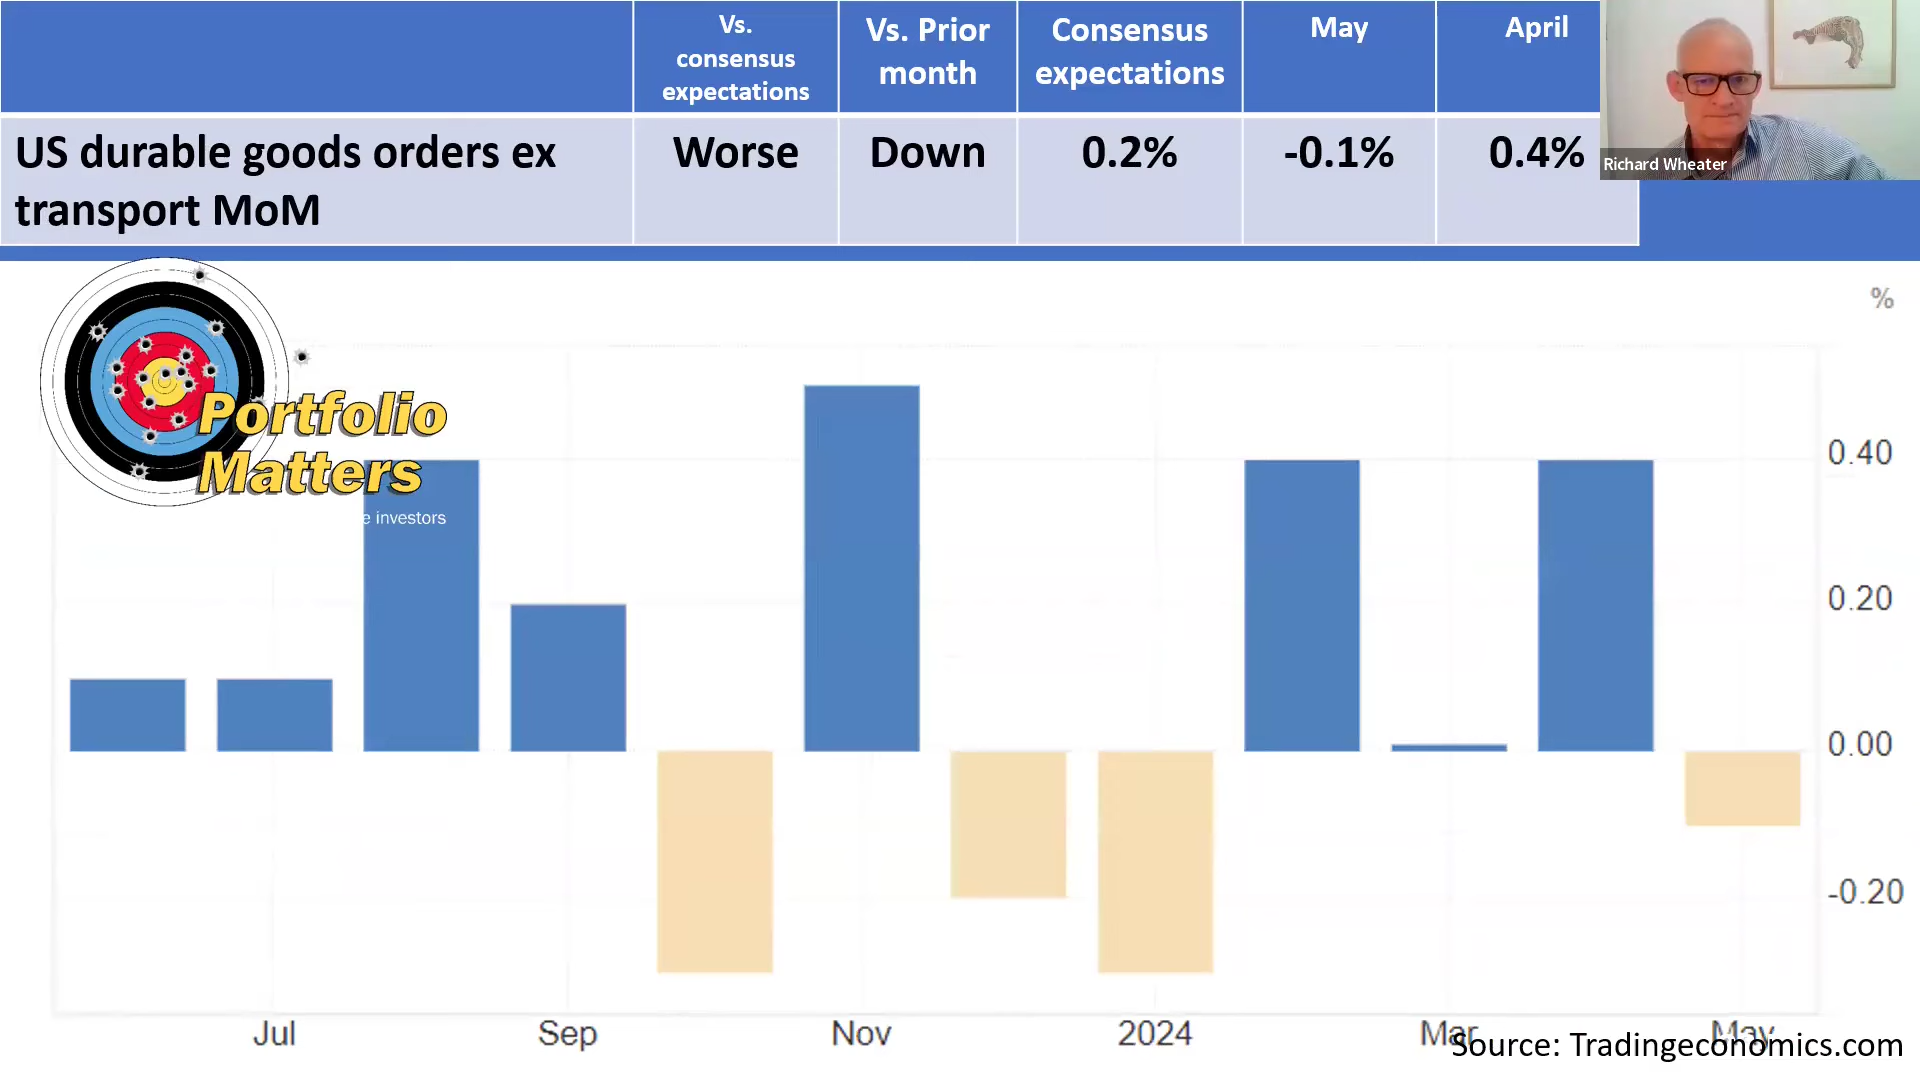 Vs.
consensus
expectations
Vs. Prior
month
Consensus
expectations
May
April
US durable goods orders ex
transport MoM
Worse
Down
0.2%
-0.1%
0.4%
Richard Wheater
Portfolio
Matters
e investors
%
0.40
0.20
0.00
-0.20
Jul
Sep
Nov
2024
Mar
May
Source: Tradingeconomics.com